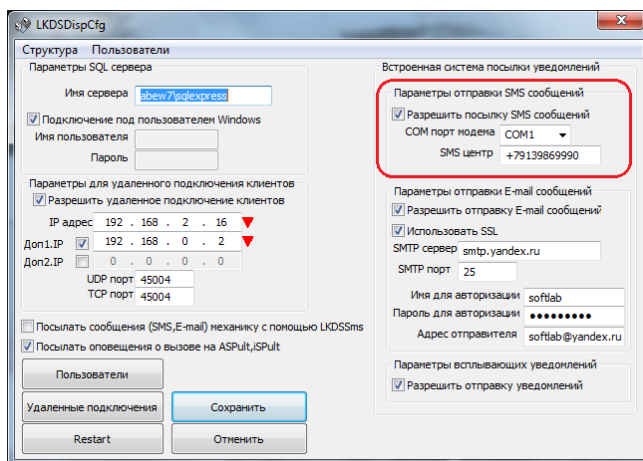 LKDSDispCfg
Структура Пользователи
Параметры SQL сервера
Имя сервера abew7\sqlexpress
Подключение под пользователем Windows
Имя пользователя
Пароль
Параметры для удаленного подключения клиентов
Разрешить удаленное подключение клиентов
IP адрес 192 . 168 . 2 . 16
Доп1.IP 192 . 168 . 0 . 2
Доп2.IP 0 . 0 . 0 . 0
UDP порт 45004
TCP порт 45004
Посылать сообщения (SMS,E-mail) механику с помощью LKDSSms
Посылать оповещения о вызове на ASPult,iSPult
Пользователи
Удаленные подключения Сохранить
Restart Отменить
Встроенная система посылки уведомлений
Параметры отправки SMS сообщений
Разрешить посылку SMS сообщений
COM порт модема COM1
SMS центр +79139869990
Параметры отправки E-mail сообщений
Разрешить отправку E-mail сообщений
Использовать SSL
SMTP сервер smtp.yandex.ru
SMTP порт 25
Имя для авторизации softlab
Пароль для авторизации ●●●●●●●●●
Адрес отправителя softlab@yandex.ru
Параметры всплывающих уведомлений
Разрешить отправку уведомлений